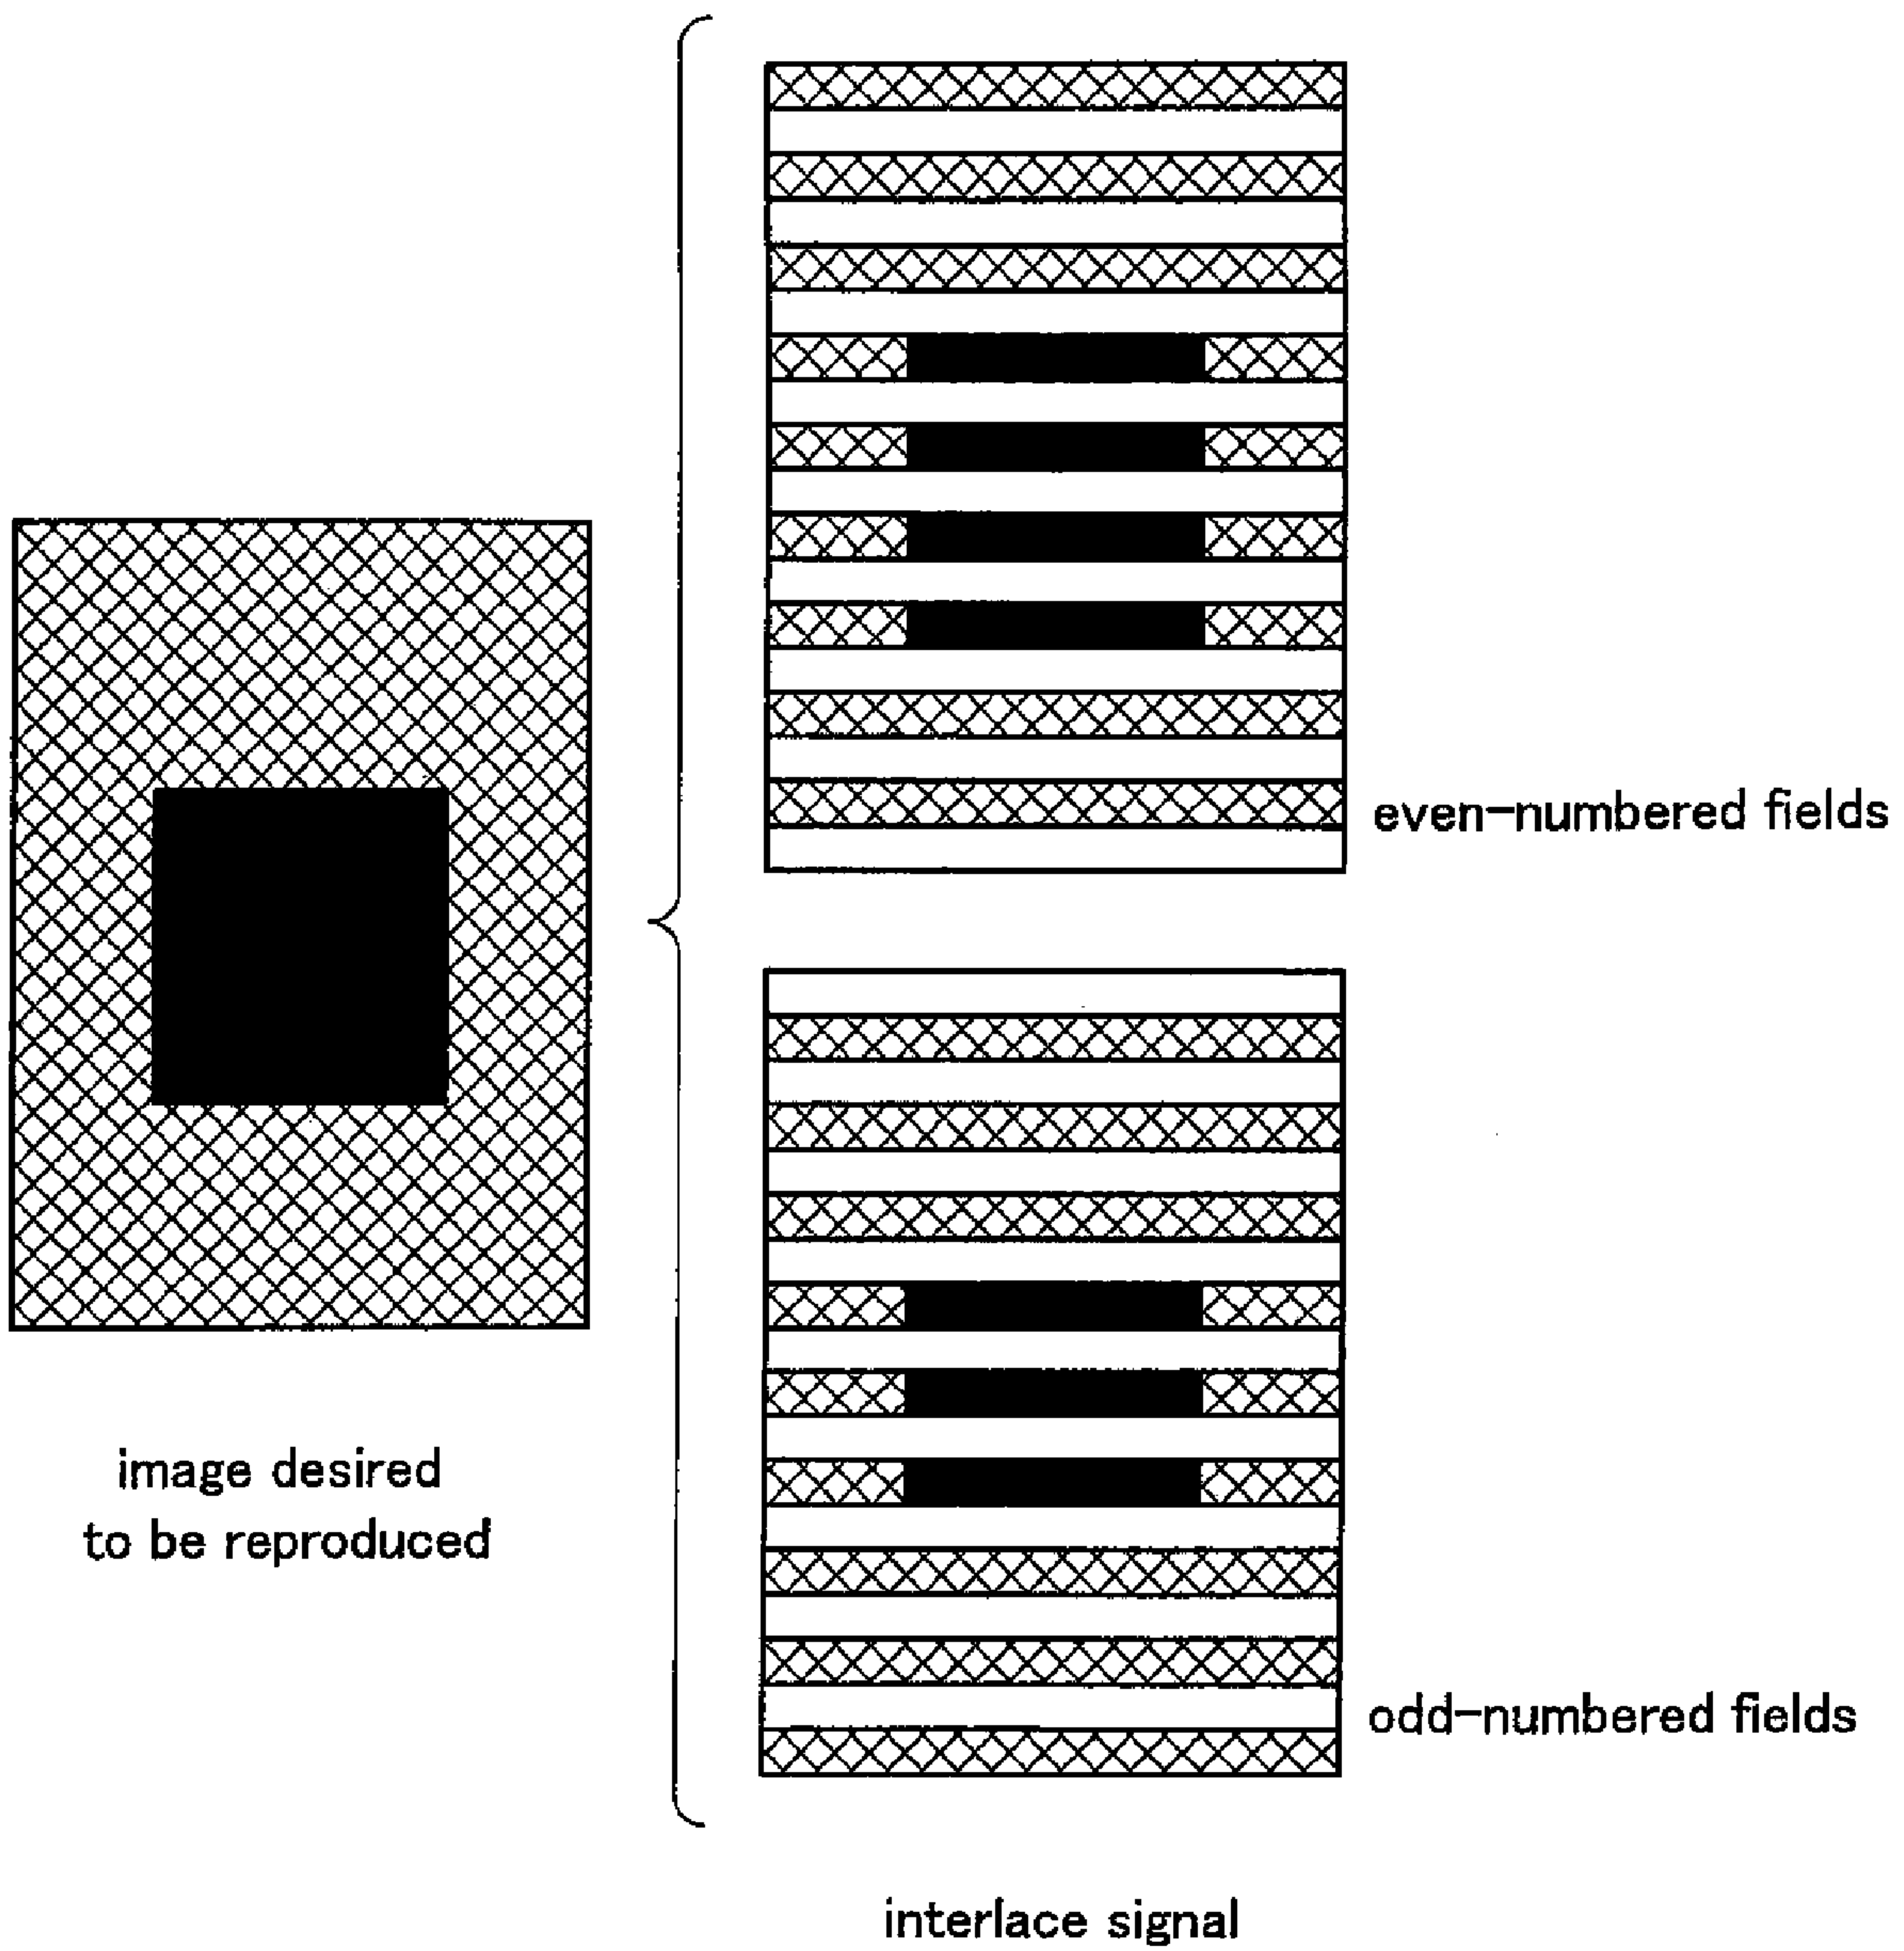 even-numbered fields
image desired
to be reproduced
odd-numbered fields
interlace signal